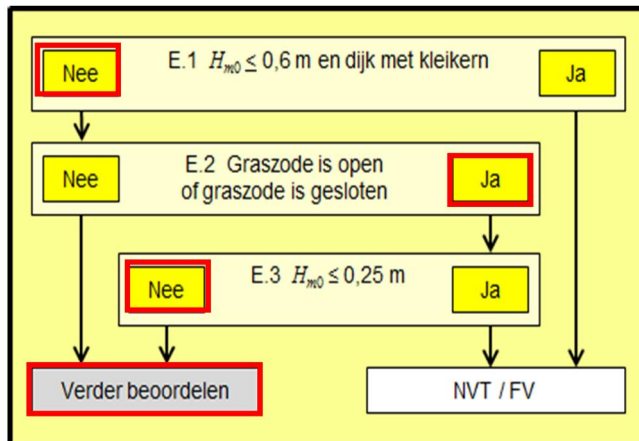 E.1 Hm0 ≤ 0,6 m en dijk met kleikern
Nee
Ja
E.2 Graszode is open
of graszode is gesloten
Nee
Ja
E.3 Hm0 ≤ 0,25 m
Nee
Ja
Verder beoordelen
NVT / FV